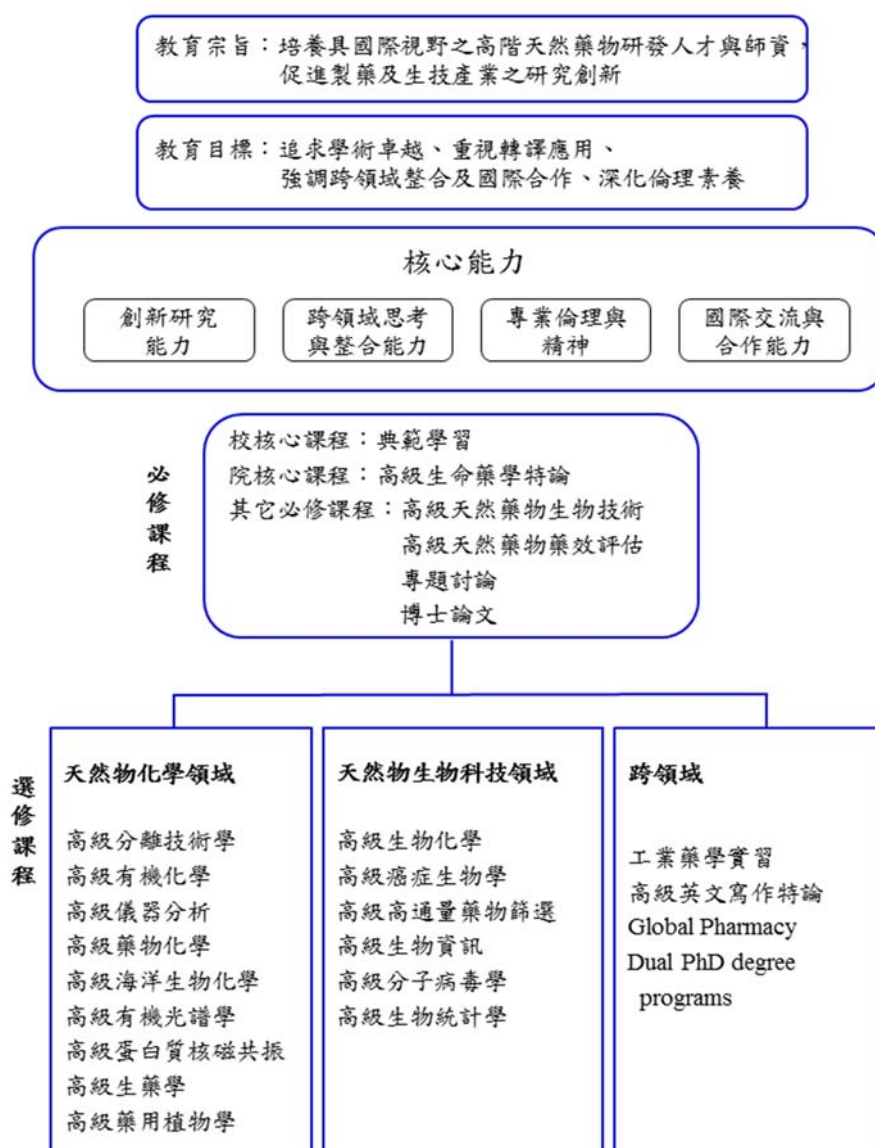 教育宗旨：培養具國際視野之高階天然藥物研發人才與師資，
促進製藥及生技產業之研究創新
教育目標：追求學術卓越、重視轉譯應用、
強調跨領域整合及國際合作、深化倫理素養
核心能力
創新研究
能力
跨領域思考
與整合能力
專業倫理與
精神
國際交流與
合作能力
必修課程
校核心課程：典範學習
院核心課程：高級生命藥學特論
其它必修課程：高級天然藥物生物技術
高級天然藥物藥效評估
專題討論
博士論文
選修課程
天然物化學領域
高級分離技術學
高級有機化學
高級儀器分析
高級藥物化學
高級海洋生物化學
高級有機光譜學
高級蛋白質核磁共振
高級生藥學
高級藥用植物學
天然物生物科技領域
高級生物化學
高級癌症生物學
高級高通量藥物篩選
高級生物資訊
高級分子病毒學
高級生物統計學
跨領域
工業藥學實習
高級英文寫作特論
Global Pharmacy
Dual PhD degree
programs